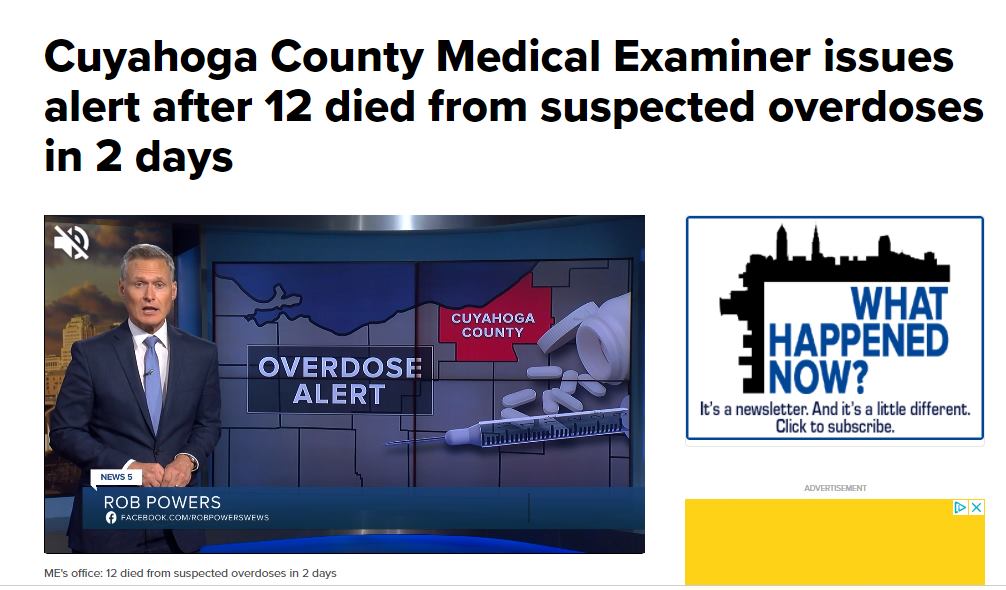 Cuyahoga County Medical Examiner issues
alert after 12 died from suspected overdoses
in 2 days
CUYAHOGA
COUNTY
OVERDOSE
ALERT
NEWS 5
ROB POWERS
FACEBOOK.COM/ROBPOWERSWEWS
ME's office: 12 died from suspected overdoses in 2 days
WHAT
HAPPENED
NOW?
It's a newsletter. And it's a little different.
Click to subscribe.
ADVERTISEMENT